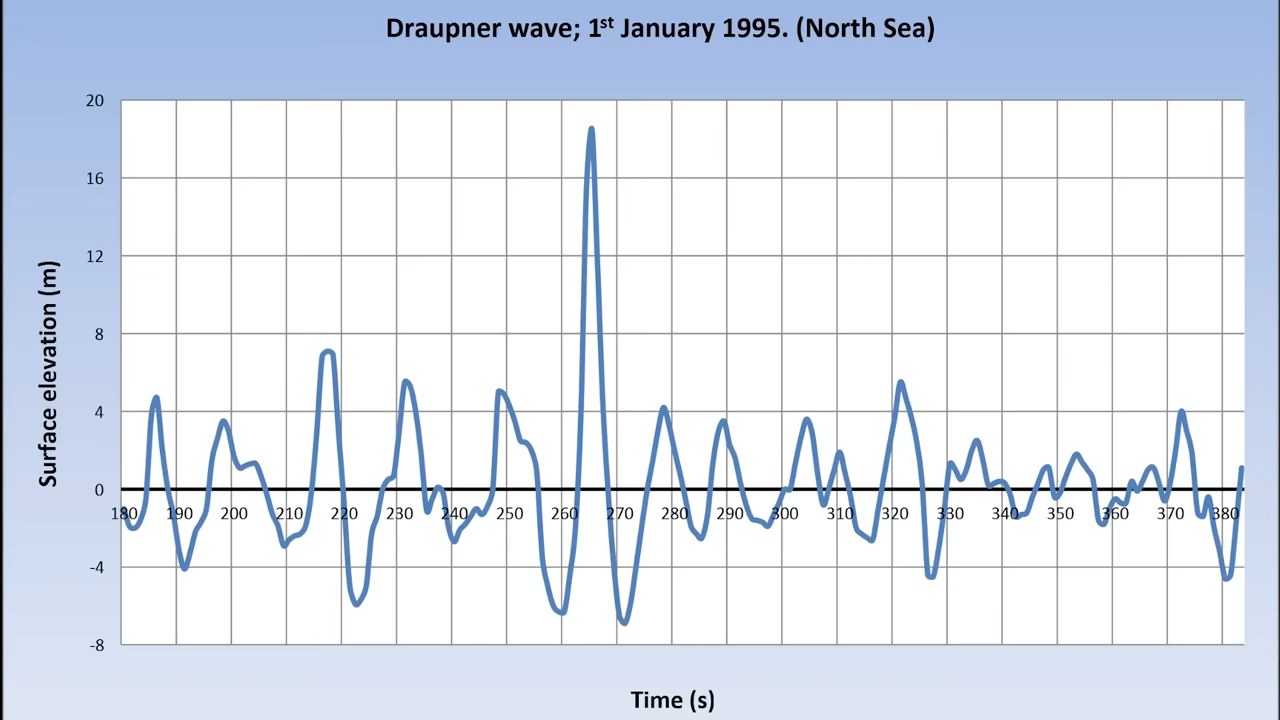 Draupner wave; 1st January 1995. (North Sea)
20
16
12
8
4
0
-4
-8
Surface elevation (m)
180 190 200 210 220 230 240 250 260 270 280 290 300 310 320 330 340 350 360 370 380
Time (s)